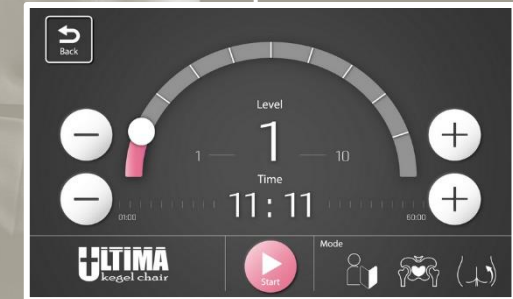 Back
Level
1
1 10
Time
01:00 11 : 11 60:00
ULTIMA
kegel chair
Start
Mode